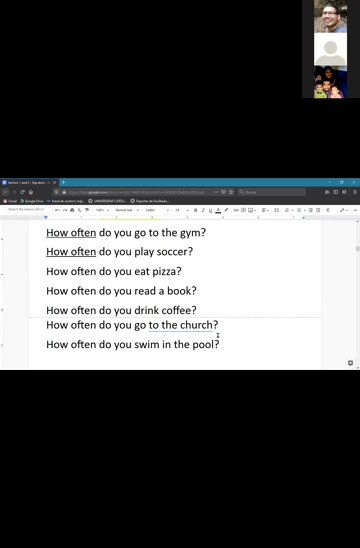 How often do you go to the gym?
How often do you play soccer?
How often do you eat pizza?
How often do you read a book?
How often do you drink coffee?
How often do you go to the church?
How often do you swim in the pool?